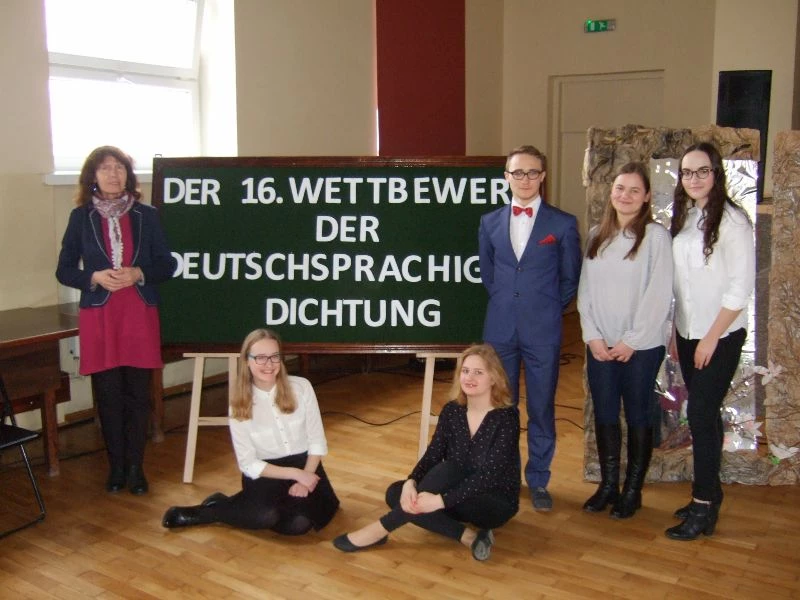 DER 16. WETTBEWER
DER
DEUTSCHSPRACHIG
DICHTUNG